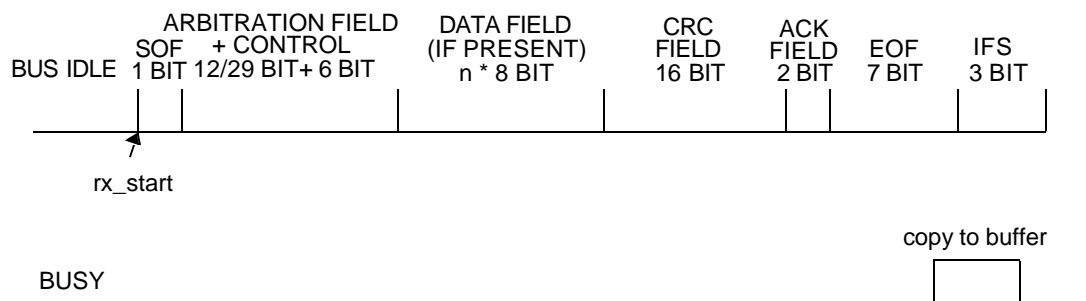 BUS IDLE
SOF
1 BIT
ARBITRATION FIELD
+ CONTROL
12/29 BIT+ 6 BIT
DATA FIELD
(IF PRESENT)
n * 8 BIT
CRC
FIELD
16 BIT
ACK
FIELD
2 BIT
EOF
7 BIT
IFS
3 BIT
rx_start
copy to buffer
BUSY